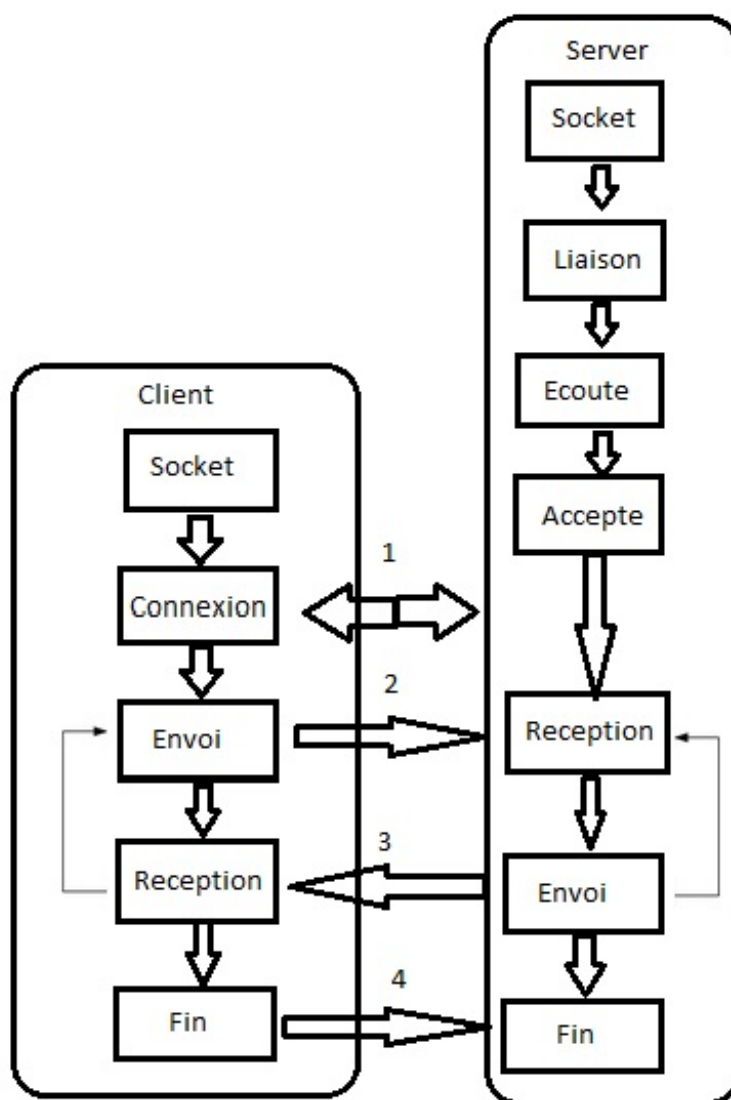 Server
Socket
Liaison
Ecoute
Accepte
Reception
Envoi
Fin
Client
Socket
Connexion
Envoi
Reception
Fin
1
2
3
4